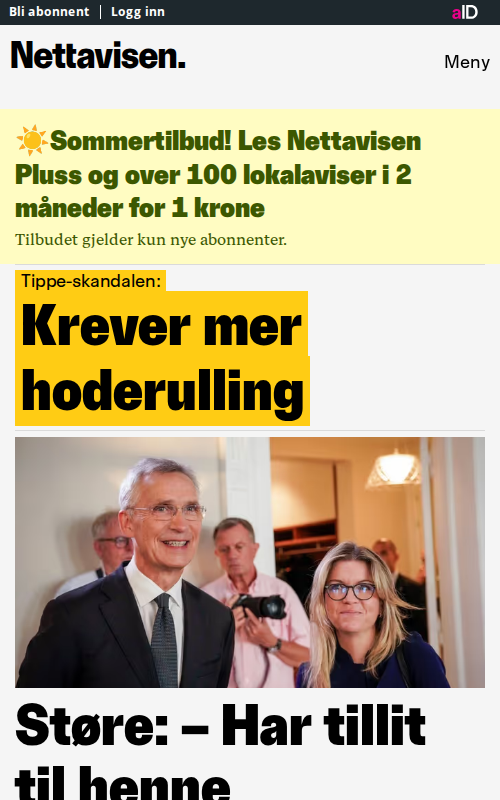 Bli abonnent
Logg inn
aID
Nettavisen.
Meny
☀️Sommertilbud! Les Nettavisen
Pluss og over 100 lokalaviser i 2
måneder for 1 krone
Tilbudet gjelder kun nye abonnenter.
Tippe-skandalen:
Krever mer
hoderulling
Støre: – Har tillit
til henne